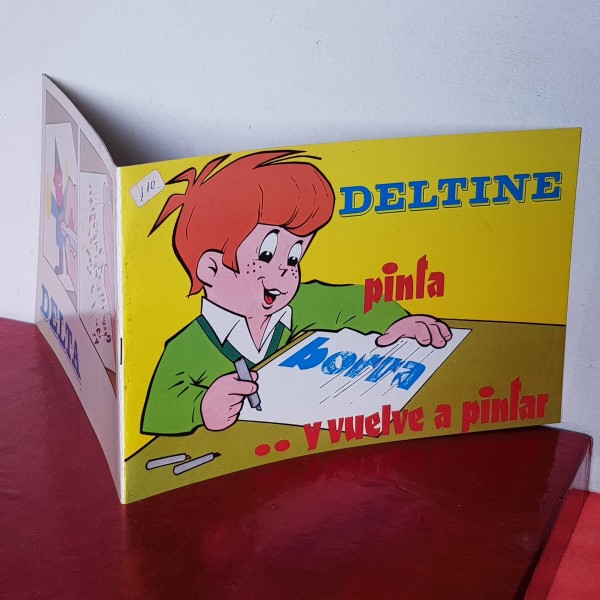 DELTINE
pinta
borra
.. y vuelve a pintar
DELTA